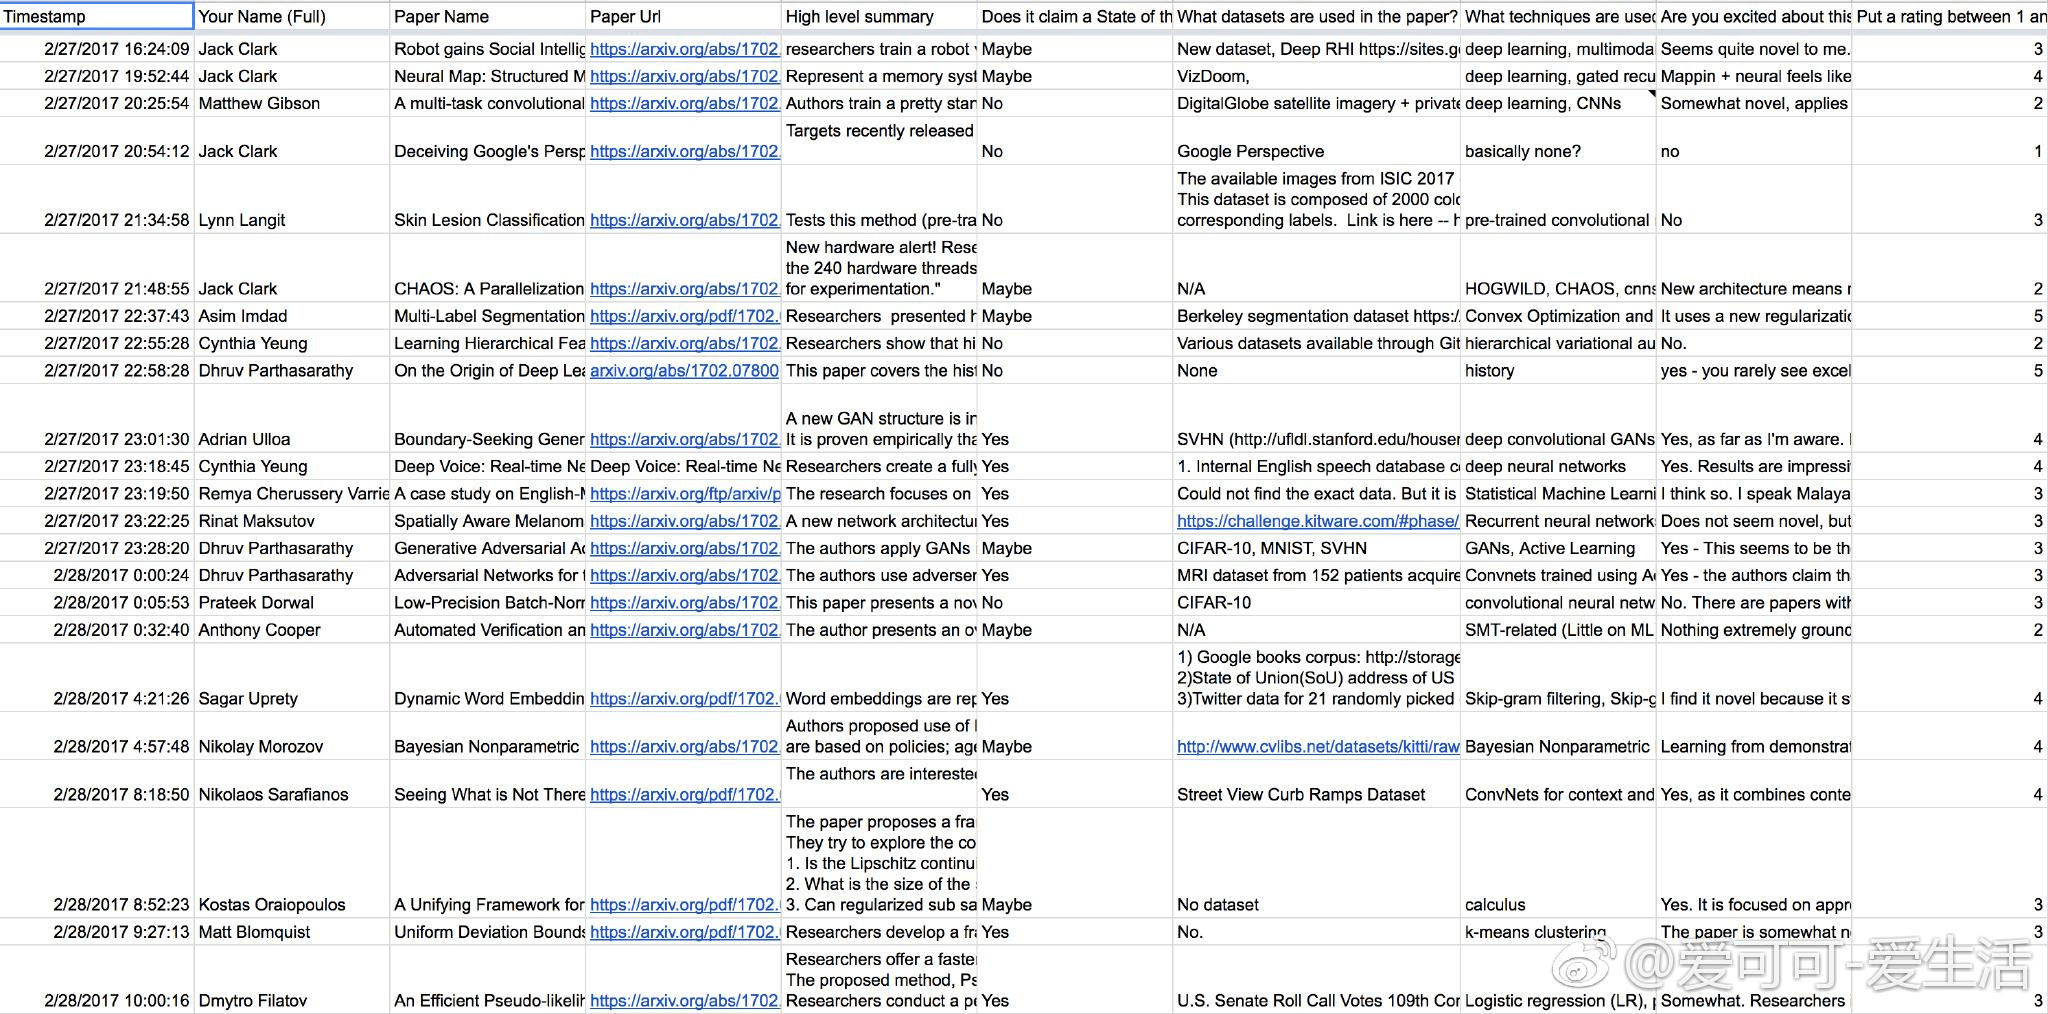 Timestamp Your Name (Full) Paper Name Paper Url High level summary Does it claim a State of th What datasets are used in the paper? What techniques are used Are you excited about this Put a rating between 1 an
2/27/2017 16:24:09 Jack Clark Robot gains Social Intellig https://arxiv.org/abs/1702. researchers train a robot Maybe New dataset, Deep RHI https://sites.g deep learning, multimoda Seems quite novel to me. 3
2/27/2017 19:52:44 Jack Clark Neural Map: Structured M https://arxiv.org/abs/1702. Represent a memory syst Maybe VizDoom, deep learning, gated recu Mappin + neural feels like 4
2/27/2017 20:25:54 Matthew Gibson A multi-task convolutional https://arxiv.org/abs/1702. Authors train a pretty stan No DigitalGlobe satellite imagery + private deep learning, CNNs Somewhat novel, applies 2
Targets recently released
2/27/2017 20:54:12 Jack Clark Deceiving Google's Persp https://arxiv.org/abs/1702. No Google Perspective basically none? no 1
The available images from ISIC 2017
This dataset is composed of 2000 colo
2/27/2017 21:34:58 Lynn Langit Skin Lesion Classification https://arxiv.org/abs/1702. Tests this method (pre-tra No corresponding labels. Link is here -- h pre-trained convolutional No 3
New hardware alert! Rese
the 240 hardware threads
2/27/2017 21:48:55 Jack Clark CHAOS: A Parallelization https://arxiv.org/abs/1702. for experimentation." Maybe N/A HOGWILD, CHAOS, cnns New architecture means 2
2/27/2017 22:37:43 Asim Imdad Multi-Label Segmentation https://arxiv.org/pdf/1702. Researchers presented h Maybe Berkeley segmentation dataset https:/ Convex Optimization and It uses a new regularizatio 5
2/27/2017 22:55:28 Cynthia Yeung Learning Hierarchical Fea https://arxiv.org/abs/1702. Researchers show that hi No Various datasets available through Git hierarchical variational au No. 2
2/27/2017 22:58:28 Dhruv Parthasarathy On the Origin of Deep Lea arxiv.org/abs/1702.07800 This paper covers the hist No None history yes - you rarely see excel 5
A new GAN structure is in
2/27/2017 23:01:30 Adrian Ulloa Boundary-Seeking Gener https://arxiv.org/abs/1702. It is proven empirically tha Yes SVHN (http://ufldl.stanford.edu/houser deep convolutional GANs Yes, as far as I'm aware. 4
2/27/2017 23:18:45 Cynthia Yeung Deep Voice: Real-time Ne Deep Voice: Real-time Ne Researchers create a fully Yes 1. Internal English speech database co deep neural networks Yes. Results are impressi 4
2/27/2017 23:19:50 Remya Cherussery Varrie A case study on English-M https://arxiv.org/ftp/arxiv/p The research focuses on Yes Could not find the exact data. But it is Statistical Machine Learni I think so. I speak Malaya 3
2/27/2017 23:22:25 Rinat Maksutov Spatially Aware Melanom https://arxiv.org/abs/1702. A new network architectu Yes https://challenge.kitware.com/#phase/ Recurrent neural network Does not seem novel, but 3
2/27/2017 23:28:20 Dhruv Parthasarathy Generative Adversarial Ac https://arxiv.org/abs/1702. The authors apply GANs Maybe CIFAR-10, MNIST, SVHN GANs, Active Learning Yes - This seems to be th 3
2/28/2017 0:00:24 Dhruv Parthasarathy Adversarial Networks for https://arxiv.org/abs/1702. The authors use adverser Yes MRI dataset from 152 patients acquire Convnets trained using A Yes - the authors claim th 3
2/28/2017 0:05:53 Prateek Dorwal Low-Precision Batch-Norr https://arxiv.org/abs/1702. This paper presents a nov No CIFAR-10 convolutional neural netw No. There are papers with 3
2/28/2017 0:32:40 Anthony Cooper Automated Verification an https://arxiv.org/abs/1702. The author presents an ov Maybe N/A SMT-related (Little on ML Nothing extremely ground 2
1) Google books corpus: http://storage
2)State of Union(SoU) address of US
2/28/2017 4:21:26 Sagar Uprety Dynamic Word Embeddin https://arxiv.org/pdf/1702. Word embeddings are rep Yes 3)Twitter data for 21 randomly picked Skip-gram filtering, Skip-g I find it novel because it s 4
Authors proposed use of
2/28/2017 4:57:48 Nikolay Morozov Bayesian Nonparametric https://arxiv.org/abs/1702. are based on policies; age Maybe http://www.cvlibs.net/datasets/kitti/raw Bayesian Nonparametric Learning from demonstrat 4
The authors are interested
2/28/2017 8:18:50 Nikolaos Sarafianos Seeing What is Not There https://arxiv.org/pdf/1702. Yes Street View Curb Ramps Dataset ConvNets for context and Yes, as it combines conte 4
The paper proposes a fra
They try to explore the co
1. Is the Lipschitz continu
2. What is the size of the
2/28/2017 8:52:23 Kostas Oraiopoulos A Unifying Framework for https://arxiv.org/pdf/1702. 3. Can regularized sub sa Maybe No dataset calculus Yes. It is focused on appr 3
2/28/2017 9:27:13 Matt Blomquist Uniform Deviation Bounds https://arxiv.org/pdf/1702. Researchers develop a fra Yes No. k-means clustering The paper is somewhat n 3
Researchers offer a faster
The proposed method, Ps
2/28/2017 10:00:16 Dmytro Filatov An Efficient Pseudo-likelih https://arxiv.org/abs/1702. Researchers conduct a pe Yes U.S. Senate Roll Call Votes 109th Cor Logistic regression (LR), Somewhat. Researchers 3
@爱可可-爱生活